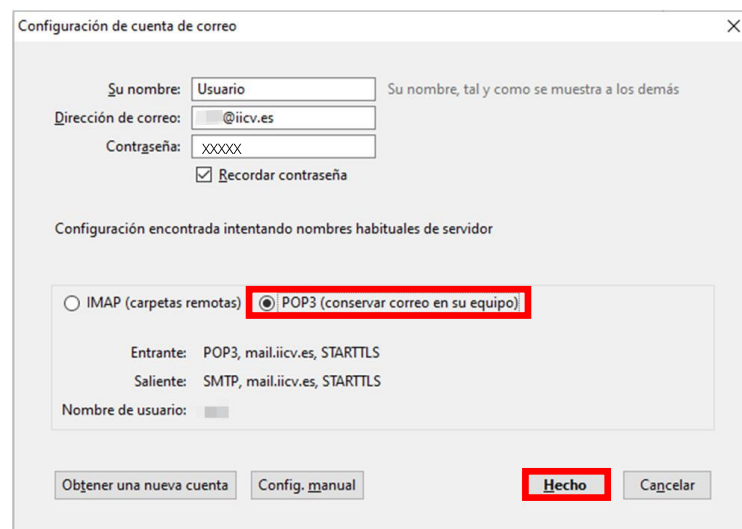 Configuración de cuenta de correo
Su nombre: Usuario Su nombre, tal y como se muestra a los demás
Dirección de correo: @iicv.es
Contraseña: XXXXX
Recordar contraseña
Configuración encontrada intentando nombres habituales de servidor
IMAP (carpetas remotas) POP3 (conservar correo en su equipo)
Entrante: POP3, mail.iicv.es, STARTTLS
Saliente: SMTP, mail.iicv.es, STARTTLS
Nombre de usuario:
Obtener una nueva cuenta Config. manual Hecho Cancelar